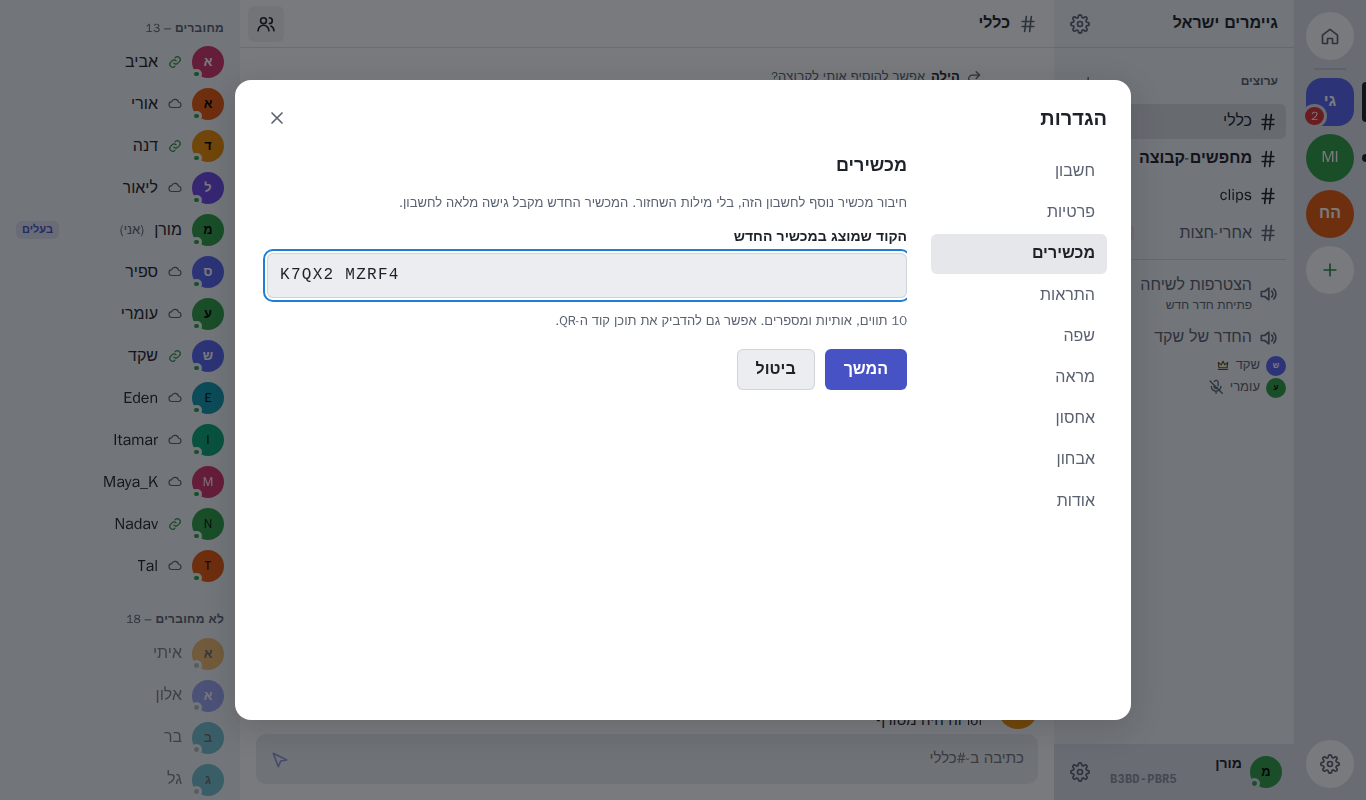 גיימרים ישראל
ערוצים
כללי
מחפשים-קבוצה
clips
אחרי-חצות
הצטרפות לשיחה
פתיחת חדר חדש
החדר של שקד
שקד
עומרי
גי
2
MI
הח
מורן
B3BD-PBR5
מ
כללי
הילה אפשר להוסיף אותי לקבוצה?
הגדרות
חשבון
פרטיות
מכשירים
התראות
שפה
מראה
אחסון
אבחון
אודות
מכשירים
חיבור מכשיר נוסף לחשבון הזה, בלי מילות השחזור. המכשיר החדש מקבל גישה מלאה לחשבון.
הקוד שמוצג במכשיר החדש
K7QX2 MZRF4
10 תווים, אותיות ומספרים. אפשר גם להדביק את תוכן קוד ה-QR.
המשך
ביטול
כתיבה ב-#כללי
מחוברים – 13
א אביב
א אורי
ד דנה
ל ליאור
מ מורן (אני) בעלים
ס ספיר
ע עומרי
ש שקד
E Eden
I Itamar
M Maya_K
N Nadav
T Tal
לא מחוברים – 18
א איתי
א אלון
ב בר
ג גל